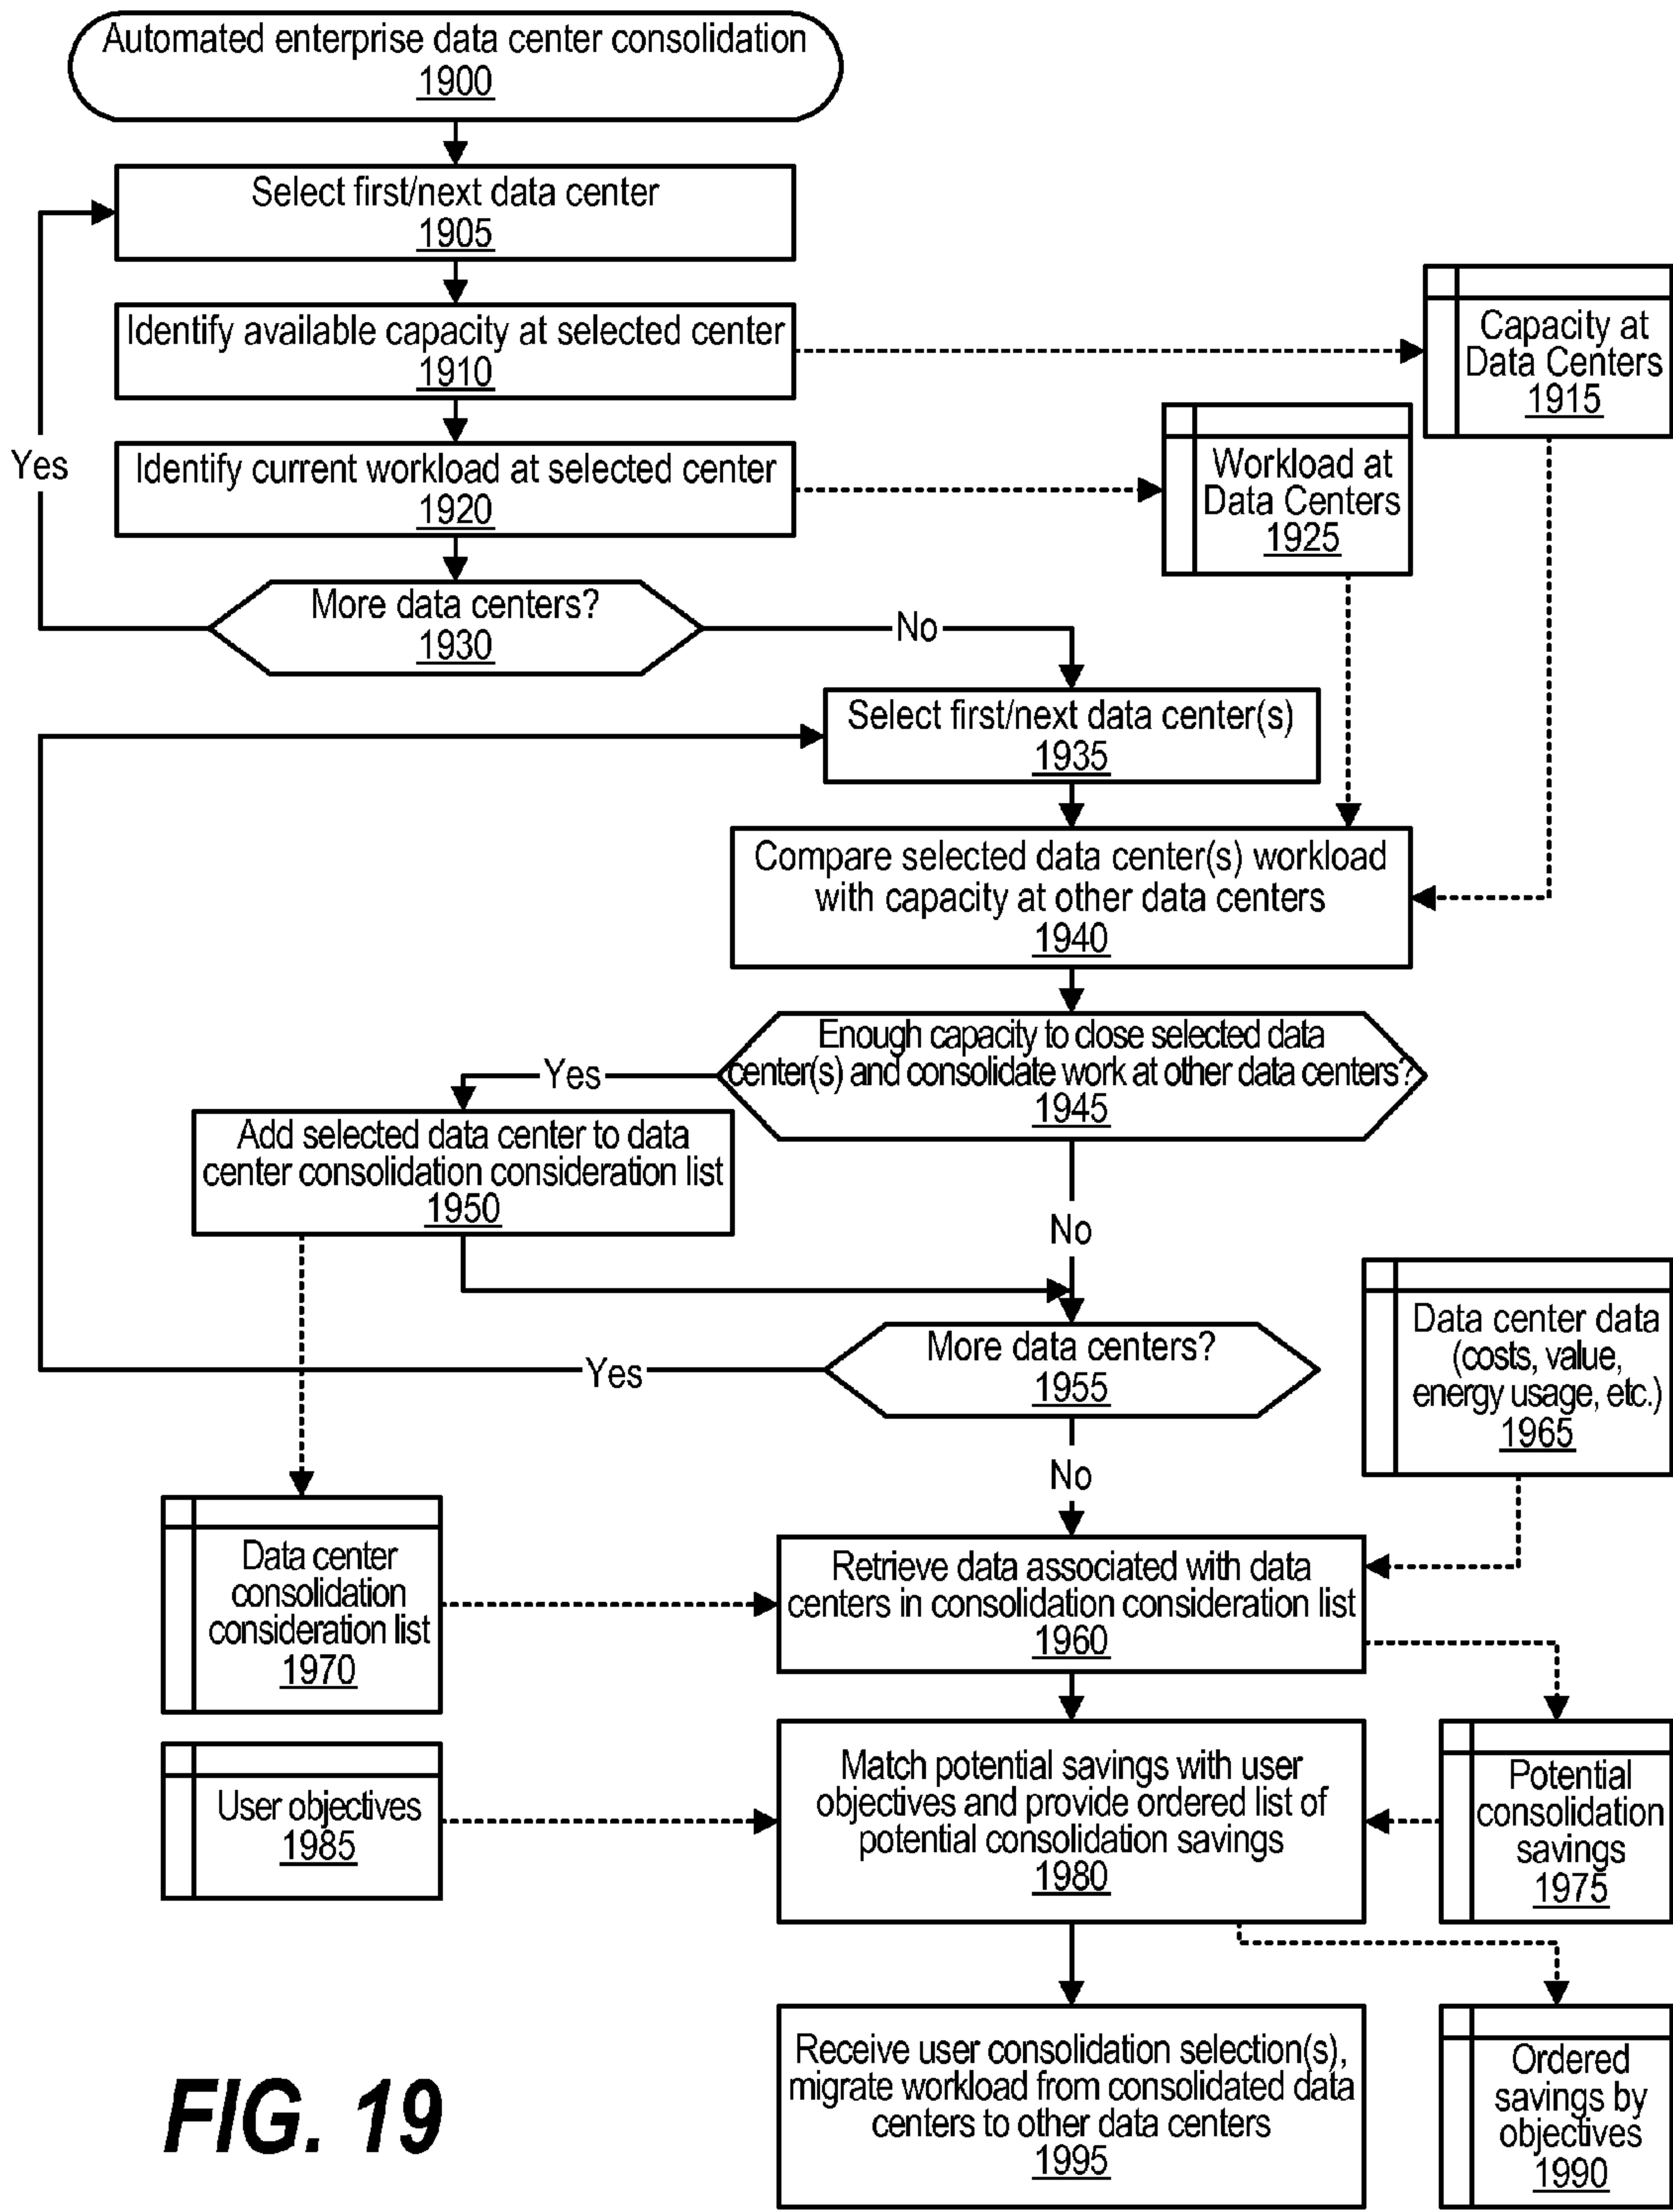 Automated enterprise data center consolidation
1900
Select first/next data center
1905
Identify available capacity at selected center
1910
Capacity at
Data Centers
1915
Yes
Identify current workload at selected center
1920
Workload at
Data Centers
1925
More data centers?
1930
No
Select first/next data center(s)
1935
Compare selected data center(s) workload
with capacity at other data centers
1940
Enough capacity to close selected data
center(s) and consolidate work at other data centers?
1945
Yes
Add selected data center to data
center consolidation consideration list
1950
No
More data centers?
1955
Yes
Data center data
(costs, value,
energy usage, etc.)
1965
No
Data center
consolidation
consideration list
1970
Retrieve data associated with data
centers in consolidation consideration list
1960
User objectives
1985
Match potential savings with user
objectives and provide ordered list of
potential consolidation savings
1980
Potential
consolidation
savings
1975
Receive user consolidation selection(s),
migrate workload from consolidated data
centers to other data centers
1995
Ordered
savings by
objectives
1990
FIG. 19